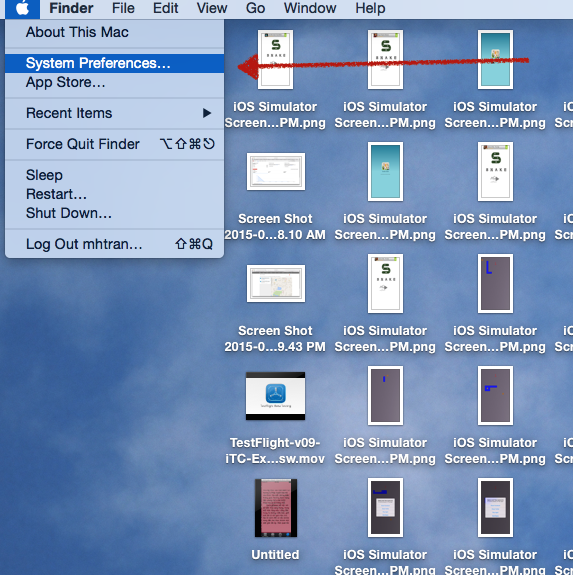 Finder File Edit View Go Window Help
About This Mac
System Preferences...
App Store...
Recent Items ▶
Force Quit Finder ⌥⇧⌘⎋
Sleep
Restart...
Shut Down...
Log Out mhtran... ⇧⌘Q
iOS Simulator
Screen...PM.png
iOS Simulator
Screen...PM.png
iOS Simulator
Screen...PM.png
Screen Shot
2015-0...8.10 AM
iOS Simulator
Screen...PM.png
iOS Simulator
Screen...PM.png
Screen Shot
2015-0...9.43 PM
iOS Simulator
Screen...PM.png
iOS Simulator
Screen...PM.png
TestFlight-v09-
iTC-Ex...sw.mov
iOS Simulator
Screen...PM.png
iOS Simulator
Screen...PM.png
Untitled
iOS Simulator
Screen...PM.png
iOS Simulator
Screen...PM.png